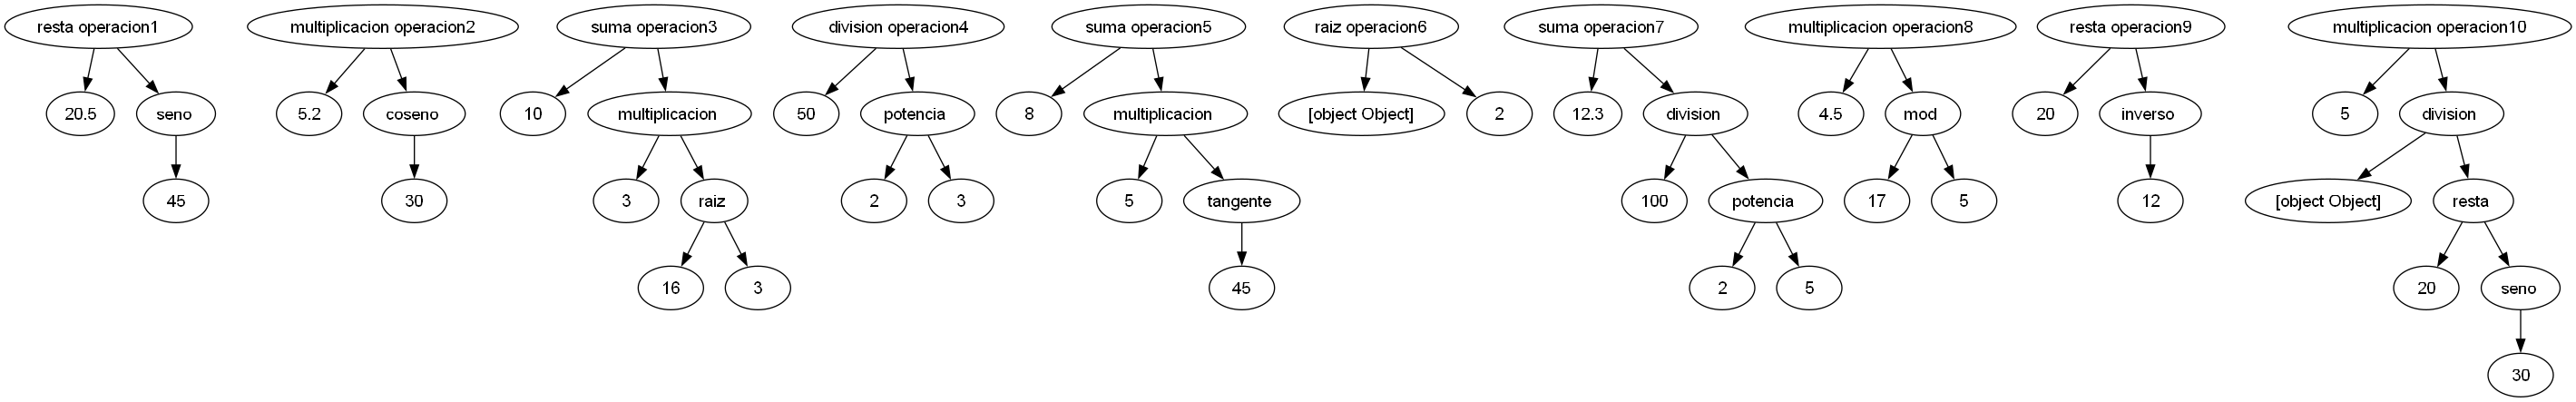 resta operacion1
multiplicacion operacion2
suma operacion3
division operacion4
suma operacion5
raiz operacion6
suma operacion7
multiplicacion operacion8
resta operacion9
multiplicacion operacion10
20.5
seno
5.2
coseno
10
multiplicacion
50
potencia
8
multiplicacion
[object Object]
2
12.3
division
4.5
mod
20
inverso
5
division
45
30
3
raiz
2
3
5
tangente
100
potencia
17
5
12
[object Object]
resta
16
3
45
2
5
20
seno
30